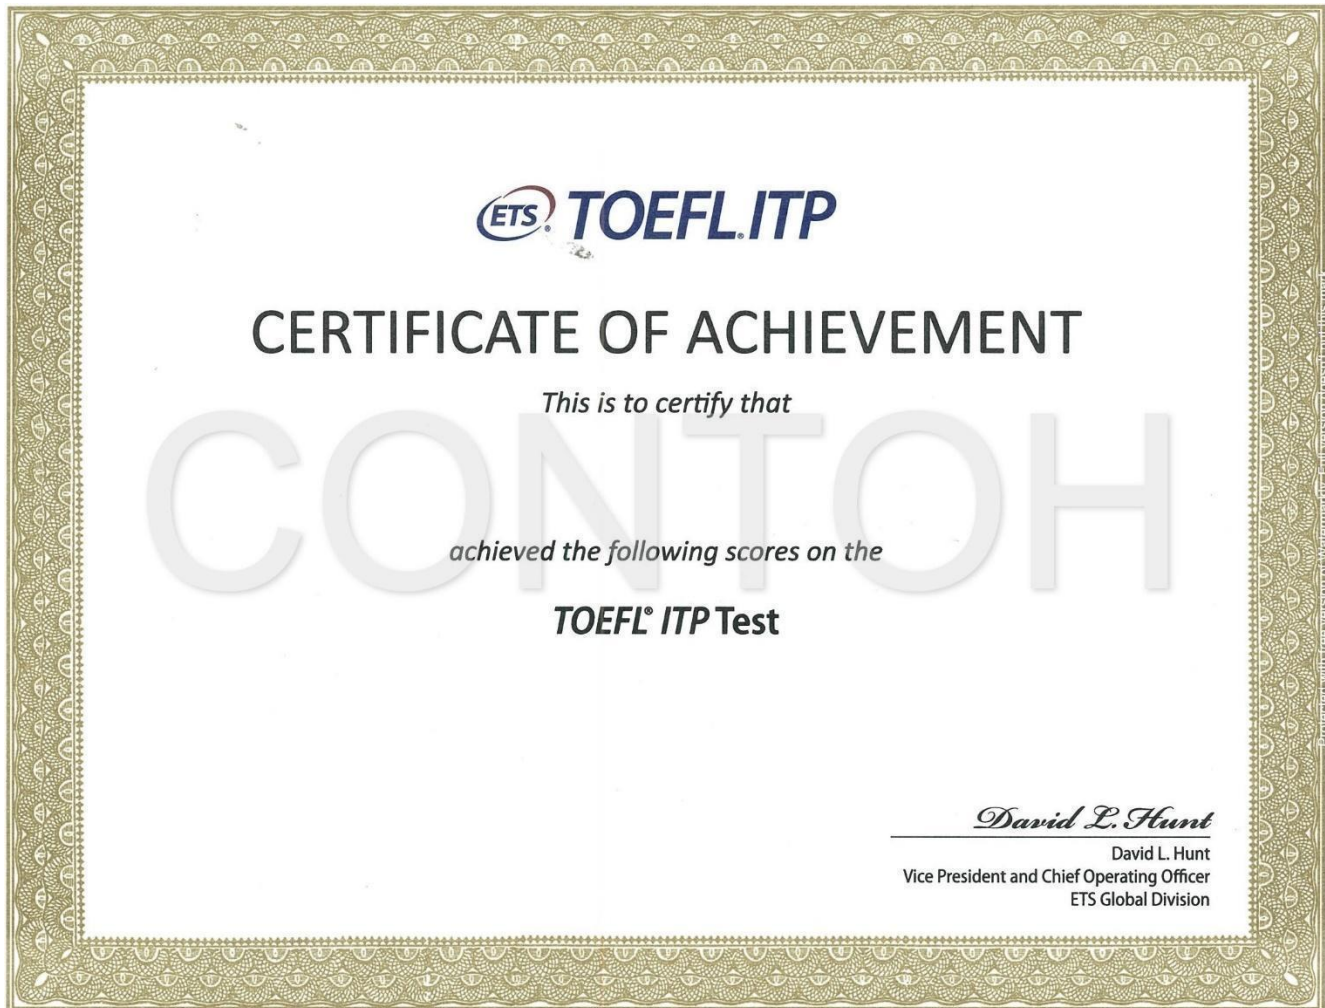 ETS® TOEFL® ITP
CERTIFICATE OF ACHIEVEMENT
This is to certify that
CONTOH
achieved the following scores on the
TOEFL® ITP Test
David L. Hunt
David L. Hunt
Vice President and Chief Operating Officer
ETS Global Division